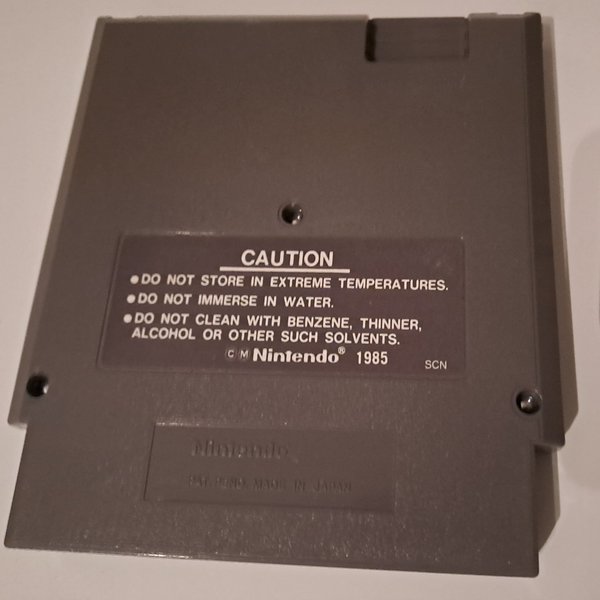 CAUTION
●DO NOT STORE IN EXTREME TEMPERATURES.
●DO NOT IMMERSE IN WATER.
●DO NOT CLEAN WITH BENZENE, THINNER,
ALCOHOL OR OTHER SUCH SOLVENTS.
ⒸⓂ Nintendo® 1985 SCN
Nintendo
PAT. PEND. MADE IN JAPAN